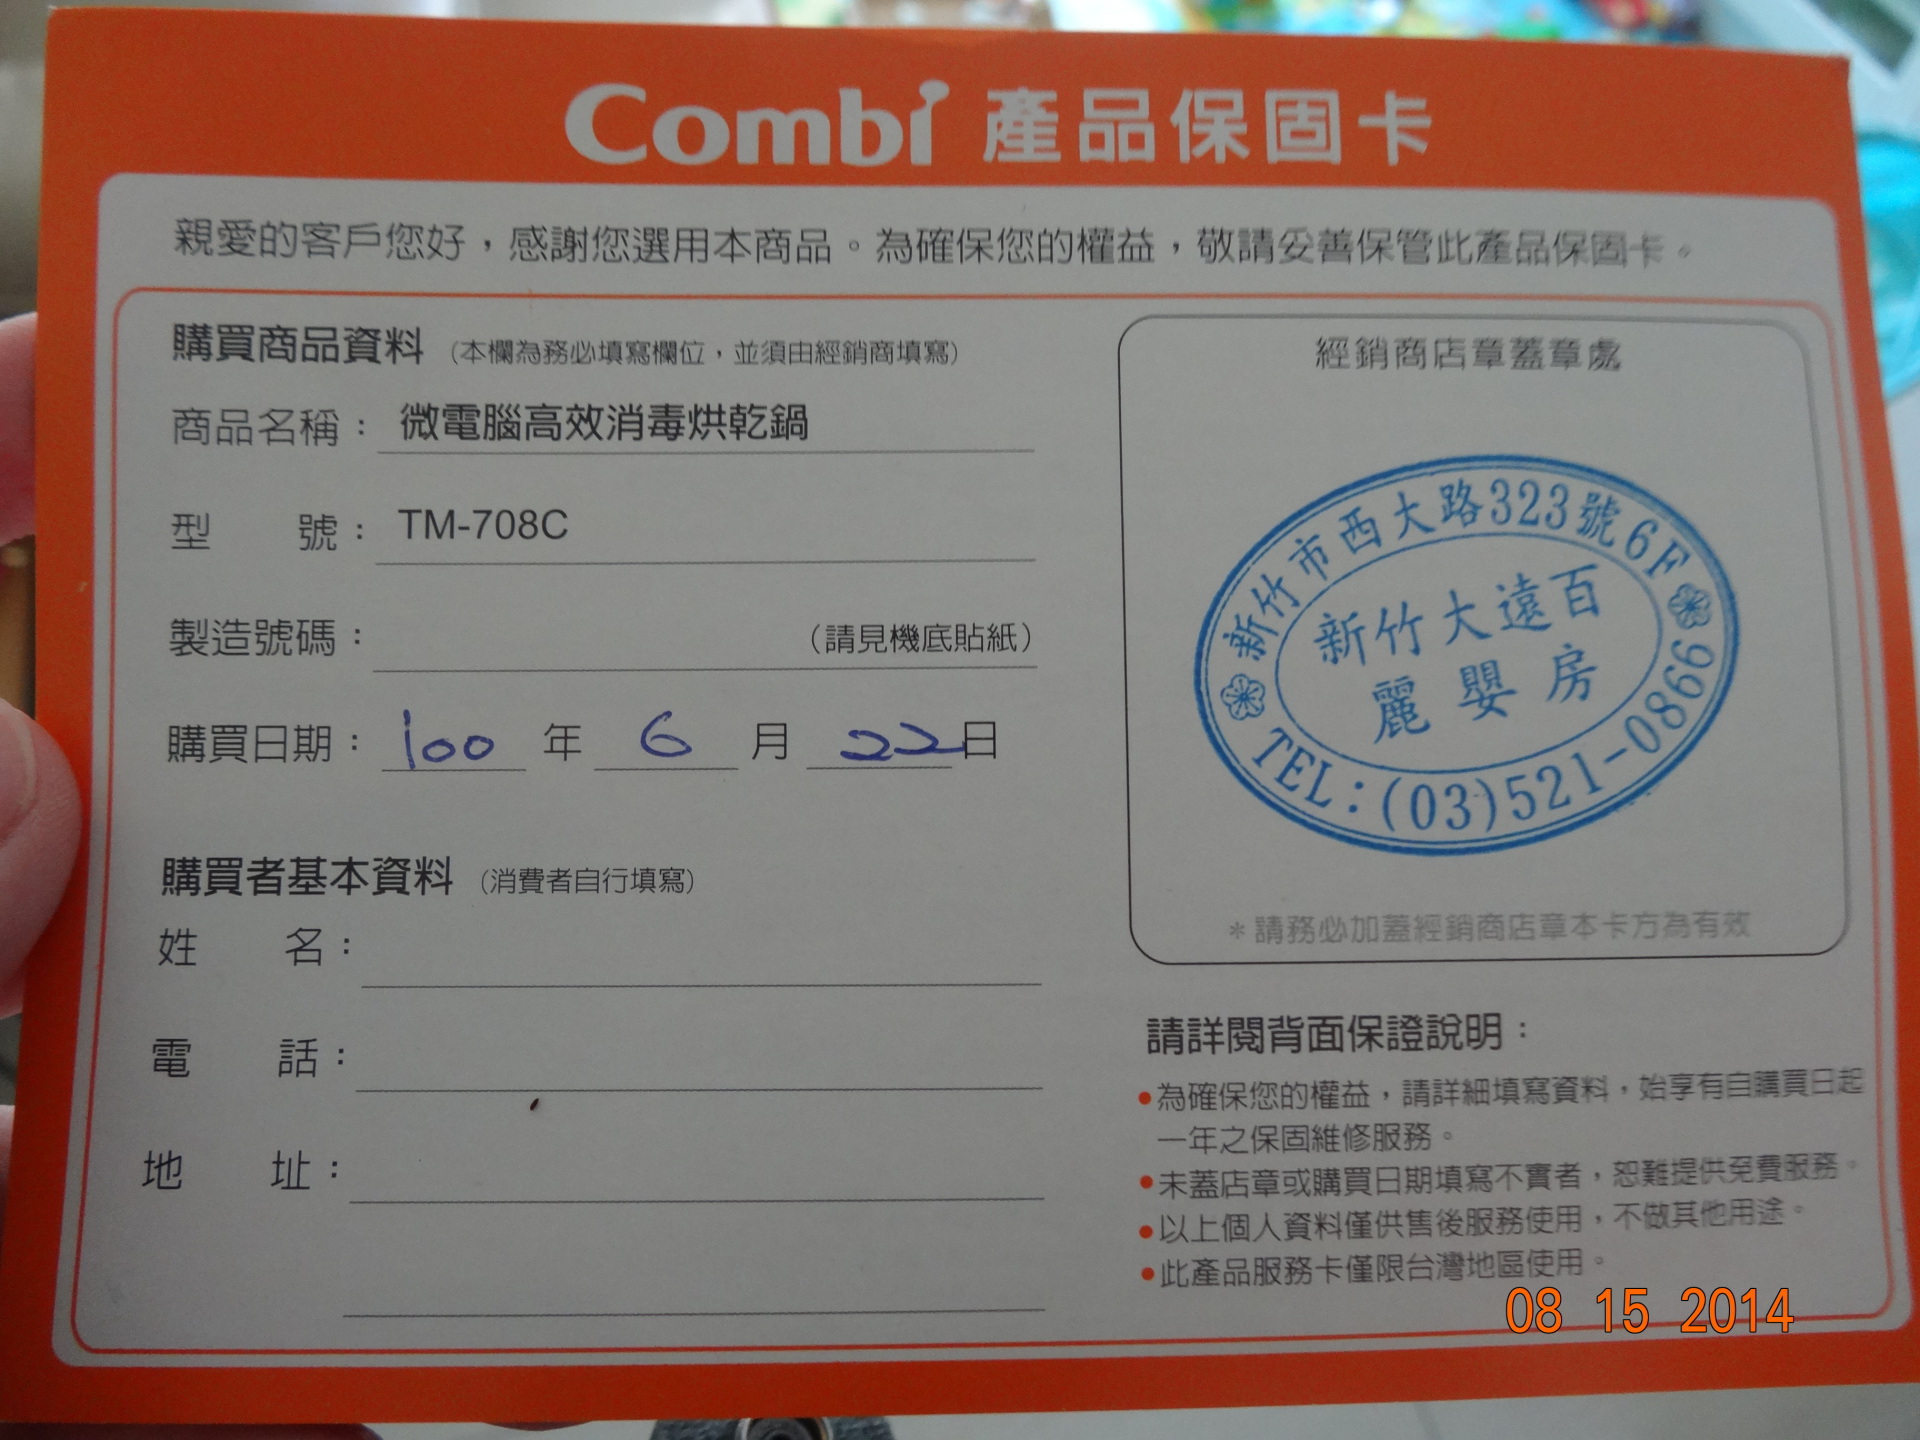 Combi 產品保固卡
親愛的客戶您好，感謝您選用本商品。為確保您的權益，敬請妥善保管此產品保固卡。
購買商品資料 (本欄為務必填寫欄位，並須由經銷商填寫)
商品名稱：微電腦高效消毒烘乾鍋
型 號：TM-708C
製造號碼： (請見機底貼紙)
購買日期：100 年 6 月 22 日
購買者基本資料 (消費者自行填寫)
姓 名：
電 話：
地 址：
經銷商店章蓋章處
新竹市西大路323號6F
新竹大遠百
麗嬰房
TEL：(03)521-0866
＊請務必加蓋經銷商店章本卡方為有效
請詳閱背面保證說明：
•為確保您的權益，請詳細填寫資料，始享有自購買日起
一年之保固維修服務。
•未蓋店章或購買日期填寫不實者，恕難提供免費服務。
•以上個人資料僅供售後服務使用，不做其他用途。
•此產品服務卡僅限台灣地區使用。
08 15 2014